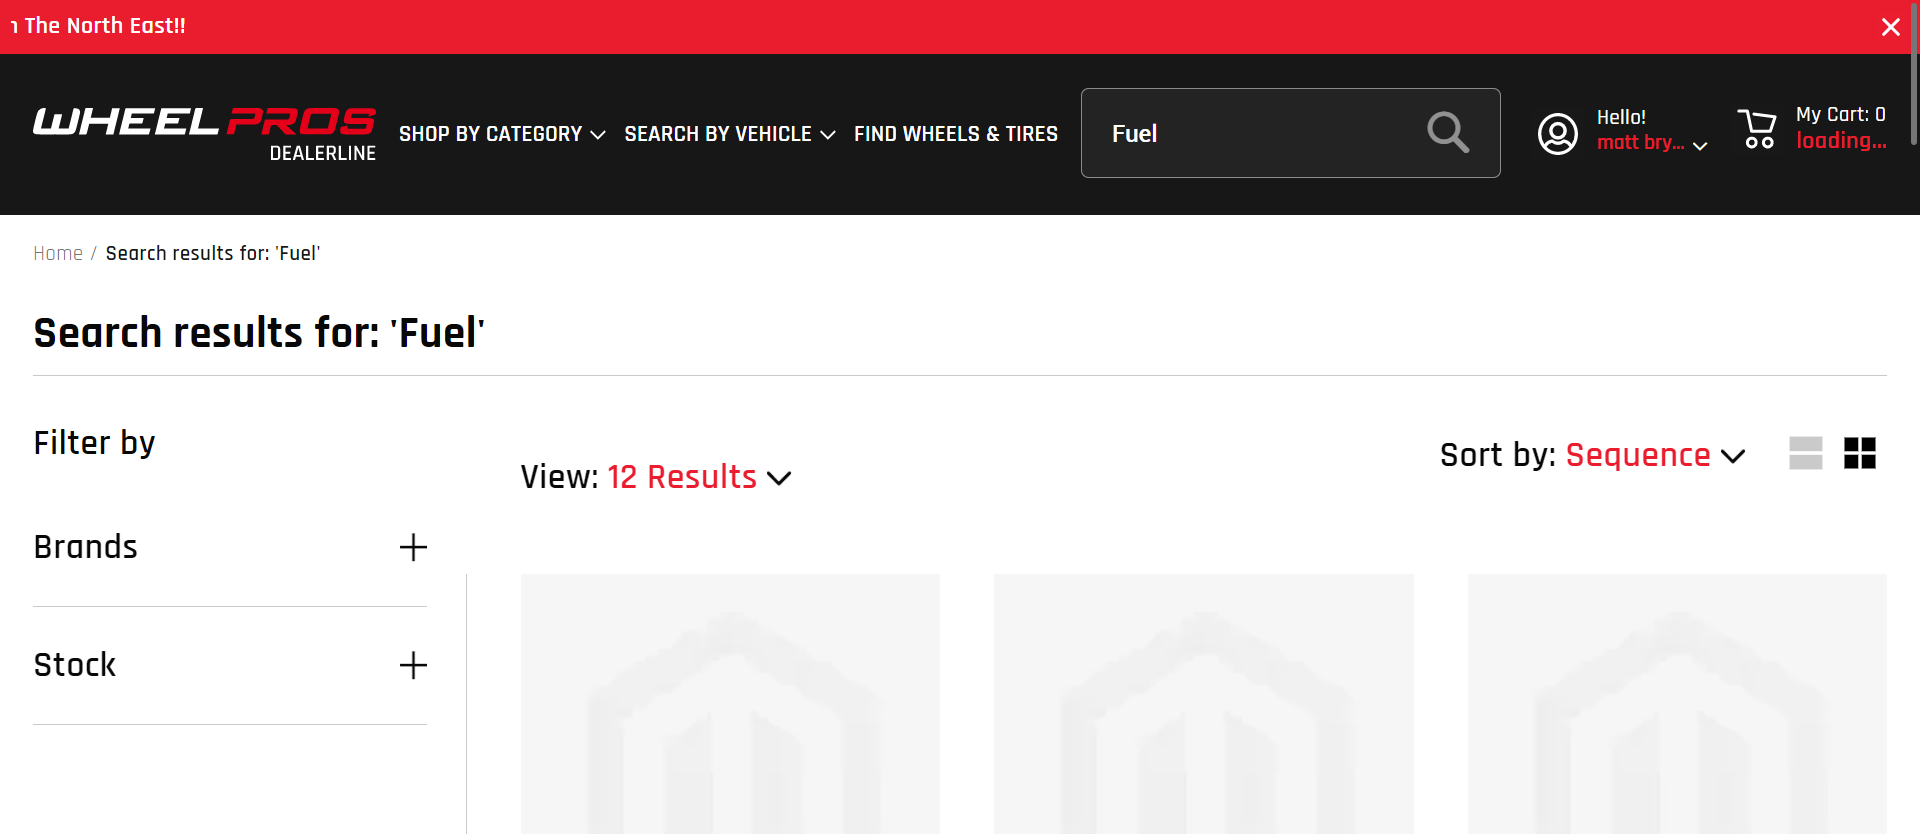 The North East!!
WHEEL PROS
DEALERLINE
SHOP BY CATEGORY
SEARCH BY VEHICLE
FIND WHEELS & TIRES
Fuel
Hello!
matt bry...
My Cart: 0
loading...
Home / Search results for: 'Fuel'
Search results for: 'Fuel'
Filter by
View: 12 Results
Sort by: Sequence
Brands
Stock